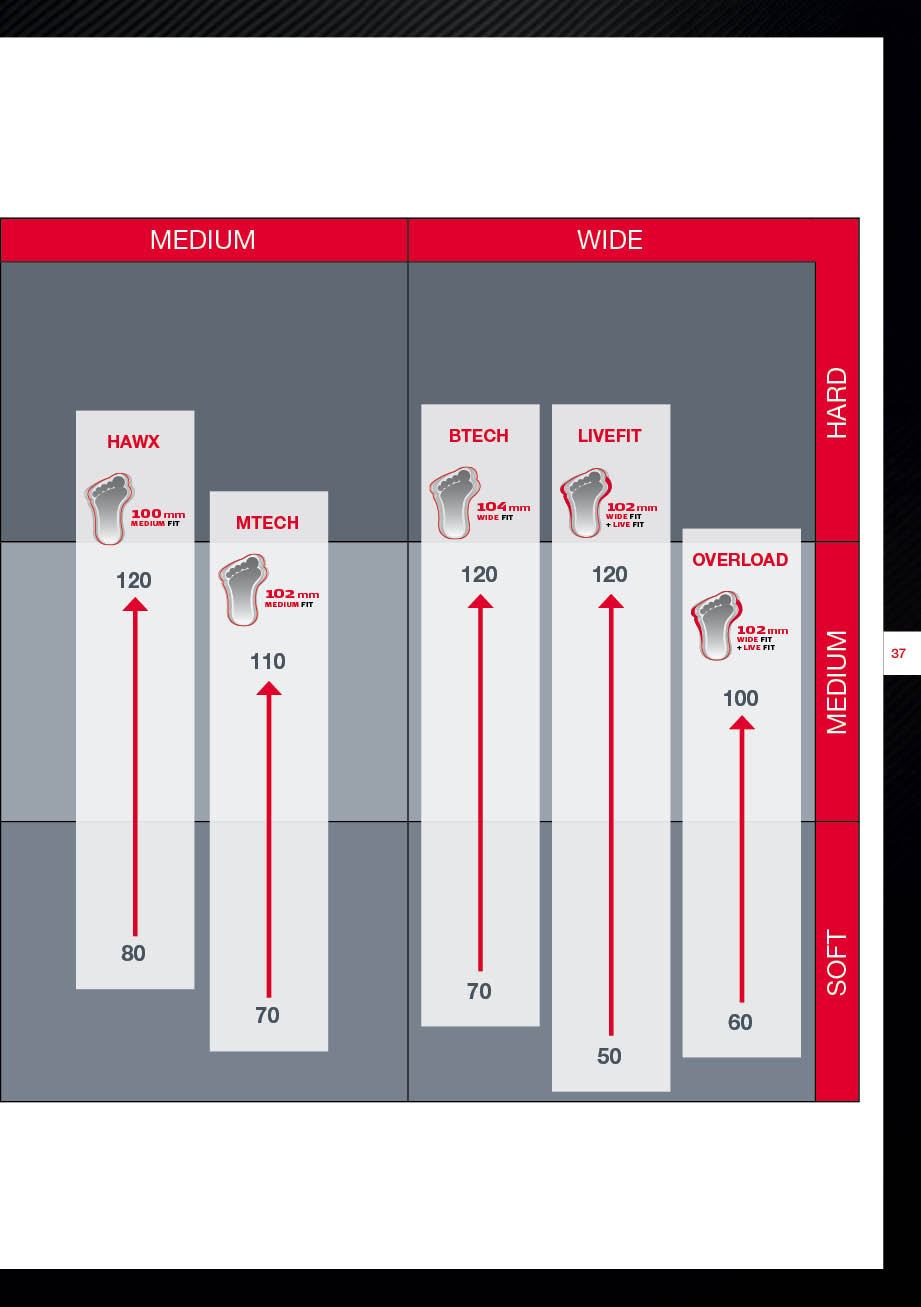 MEDIUM
WIDE
HARD
MEDIUM
SOFT
HAWX
100 mm
MEDIUM FIT
120
80
MTECH
102 mm
MEDIUM FIT
110
70
BTECH
104 mm
WIDE FIT
120
70
LIVEFIT
102 mm
WIDE FIT
+ LIVE FIT
120
50
OVERLOAD
102 mm
WIDE FIT
+ LIVE FIT
100
60
37